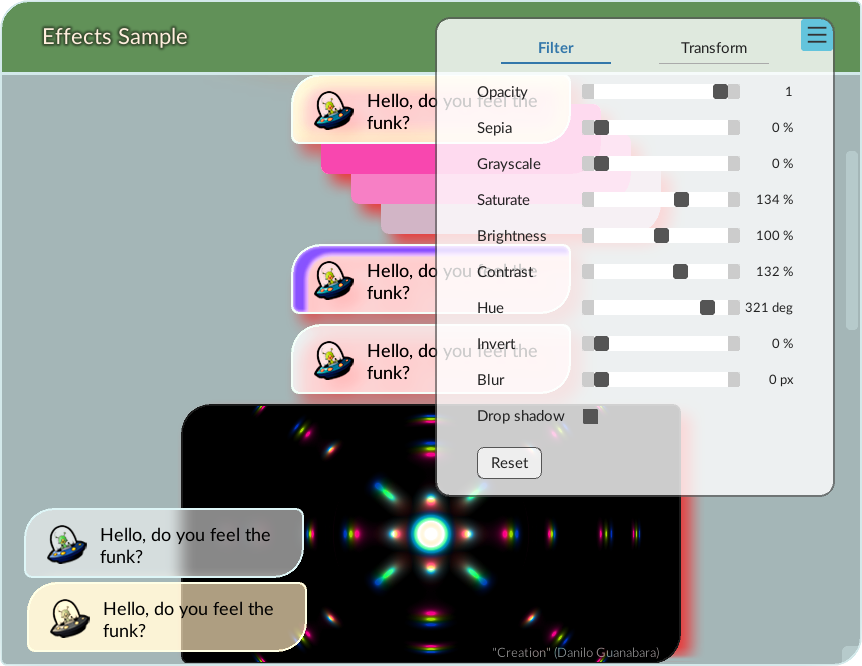 Effects Sample
Filter
Transform
Opacity 1
Sepia 0 %
Grayscale 0 %
Saturate 134 %
Brightness 100 %
Contrast 132 %
Hue 321 deg
Invert 0 %
Blur 0 px
Drop shadow
Reset
Hello, do you feel the
funk?
Hello, do you feel the
funk?
Hello, do you feel the
funk?
Hello, do you feel the
funk?
Hello, do you feel the
funk?
"Creation" (Danilo Guanabara)